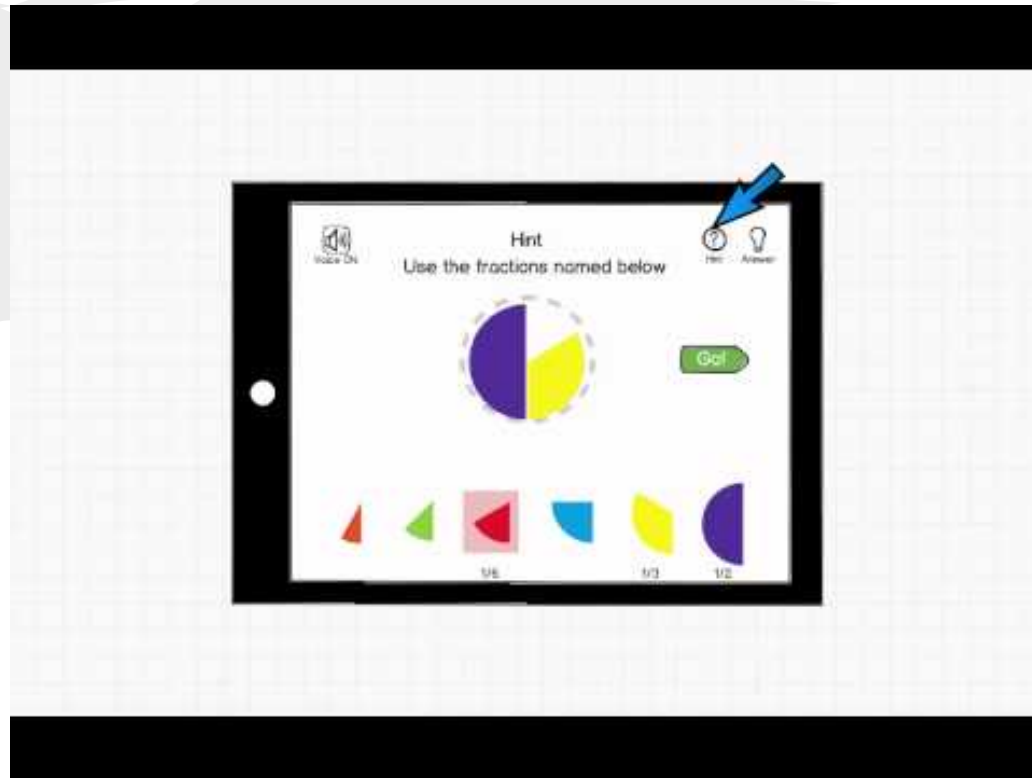 Voice ON
Hint
Hint
Answer
Use the fractions named below
Go!
1/6
1/3
1/2